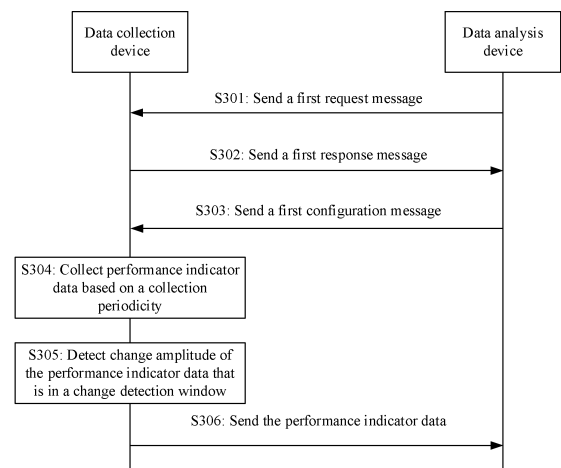 Data collection
device
Data analysis
device
S301: Send a first request message
S302: Send a first response message
S303: Send a first configuration message
S304: Collect performance indicator
data based on a collection
periodicity
S305: Detect change amplitude of
the performance indicator data that
is in a change detection window
S306: Send the performance indicator data